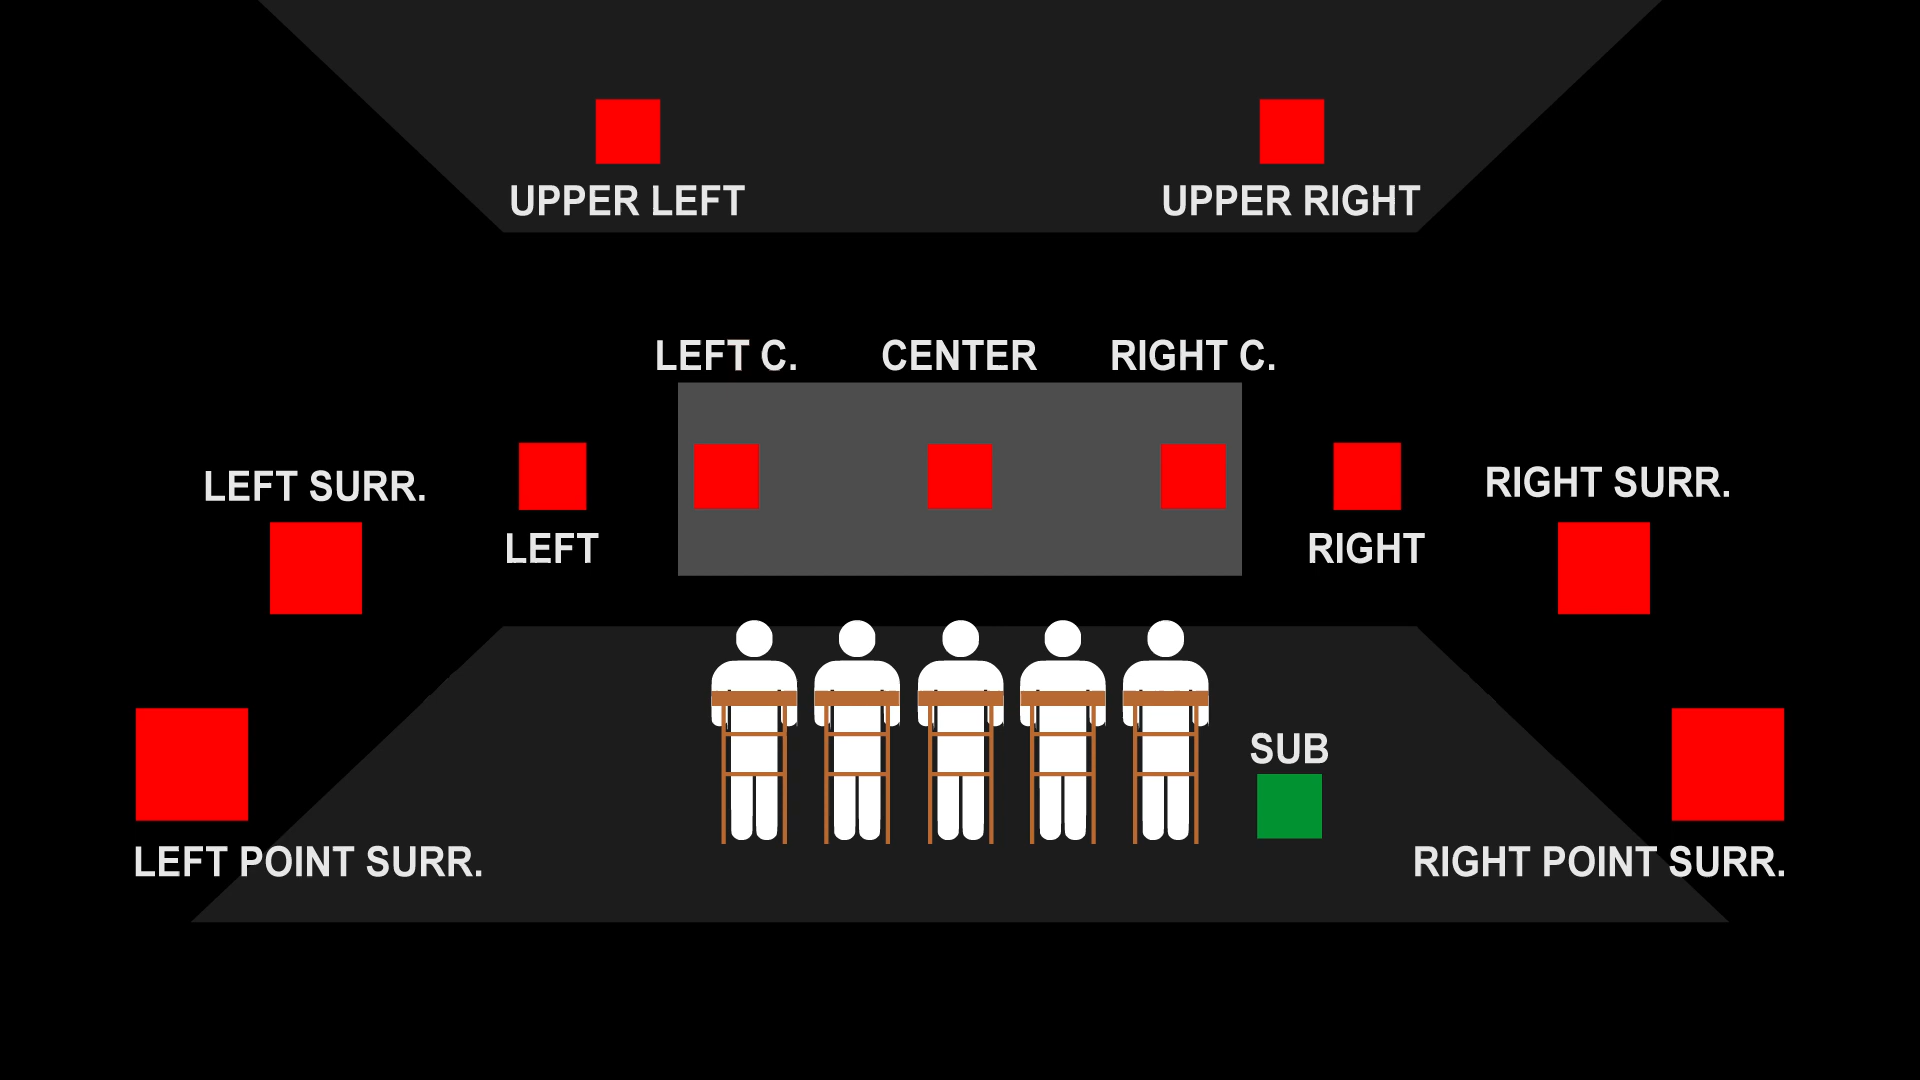 UPPER LEFT
UPPER RIGHT
LEFT C.
CENTER
RIGHT C.
LEFT SURR.
RIGHT SURR.
LEFT
RIGHT
SUB
LEFT POINT SURR.
RIGHT POINT SURR.